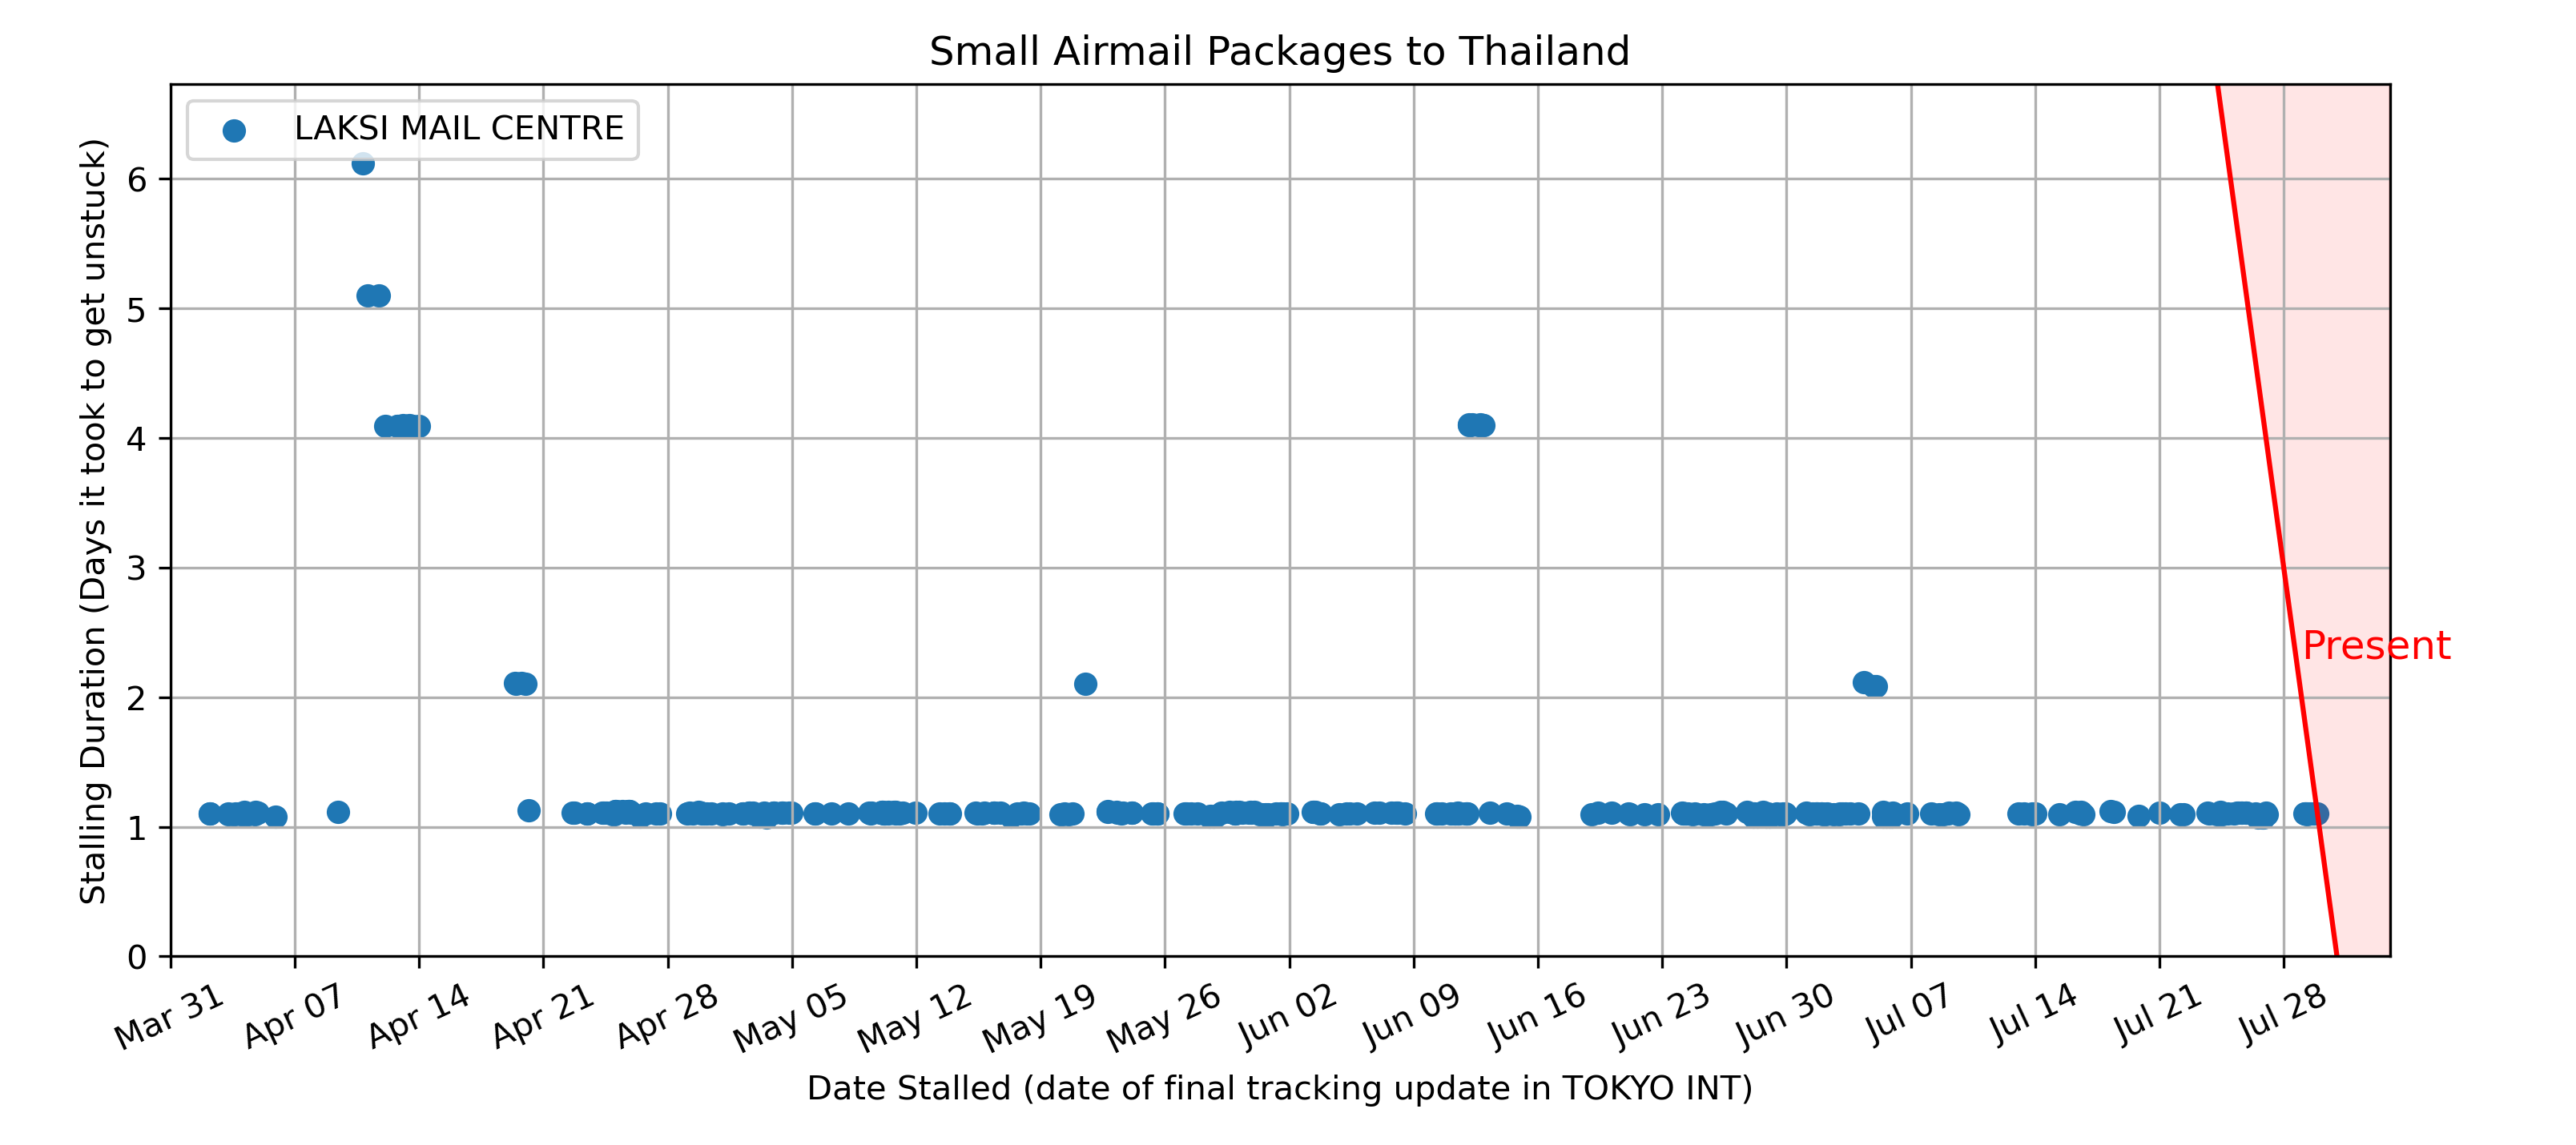 Small Airmail Packages to Thailand
LAKSI MAIL CENTRE
Stalling Duration (Days it took to get unstuck)
6
5
4
3
2
1
0
Present
Mar 31
Apr 07
Apr 14
Apr 21
Apr 28
May 05
May 12
May 19
May 26
Jun 02
Jun 09
Jun 16
Jun 23
Jun 30
Jul 07
Jul 14
Jul 21
Jul 28
Date Stalled (date of final tracking update in TOKYO INT)